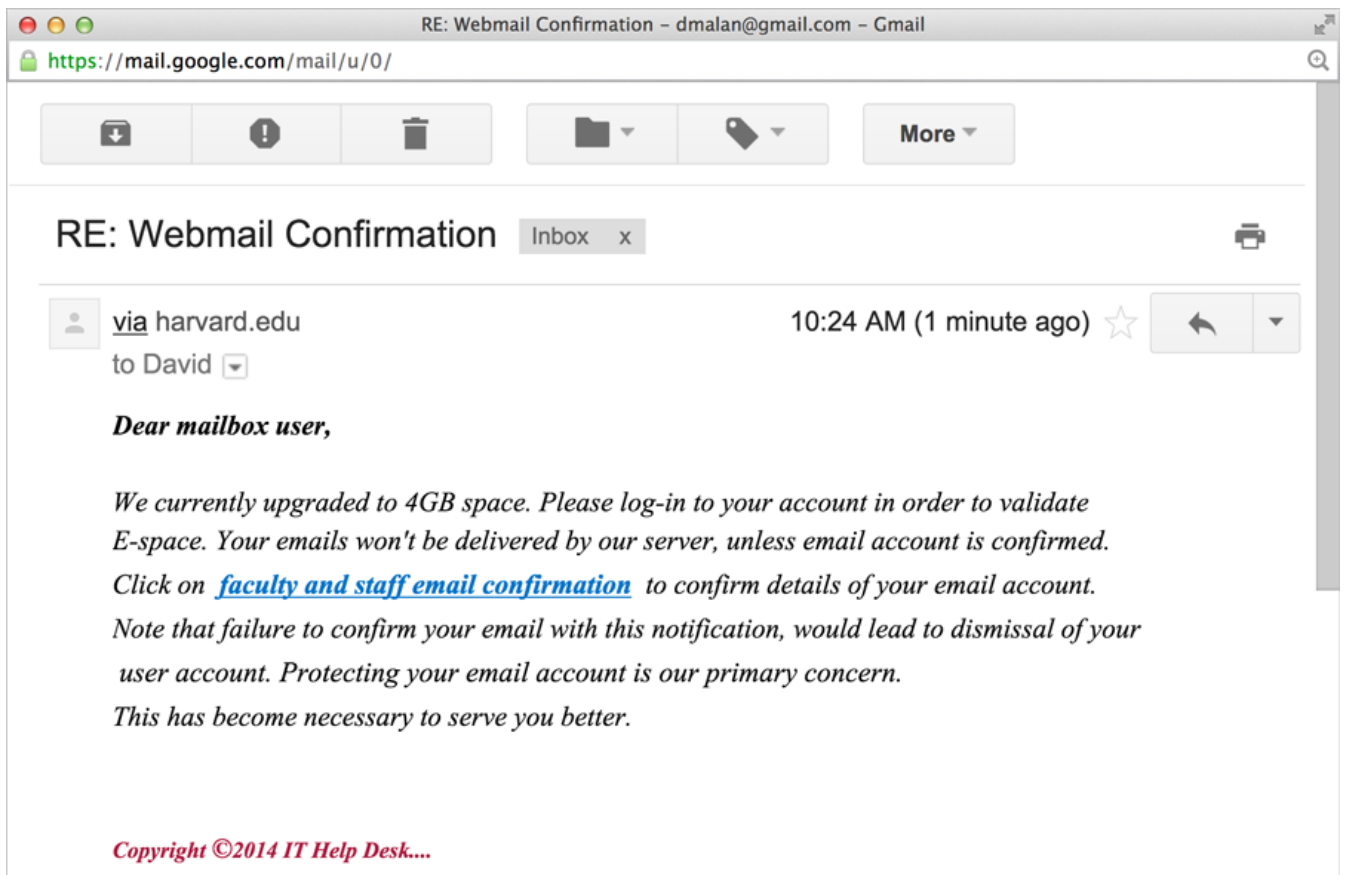 RE: Webmail Confirmation – dmalan@gmail.com – Gmail
https://mail.google.com/mail/u/0/
More
RE: Webmail Confirmation Inbox x
via harvard.edu 10:24 AM (1 minute ago)
to David
Dear mailbox user,
We currently upgraded to 4GB space. Please log-in to your account in order to validate
E-space. Your emails won't be delivered by our server, unless email account is confirmed.
Click on faculty and staff email confirmation to confirm details of your email account.
Note that failure to confirm your email with this notification, would lead to dismissal of your
user account. Protecting your email account is our primary concern.
This has become necessary to serve you better.
Copyright ©2014 IT Help Desk....